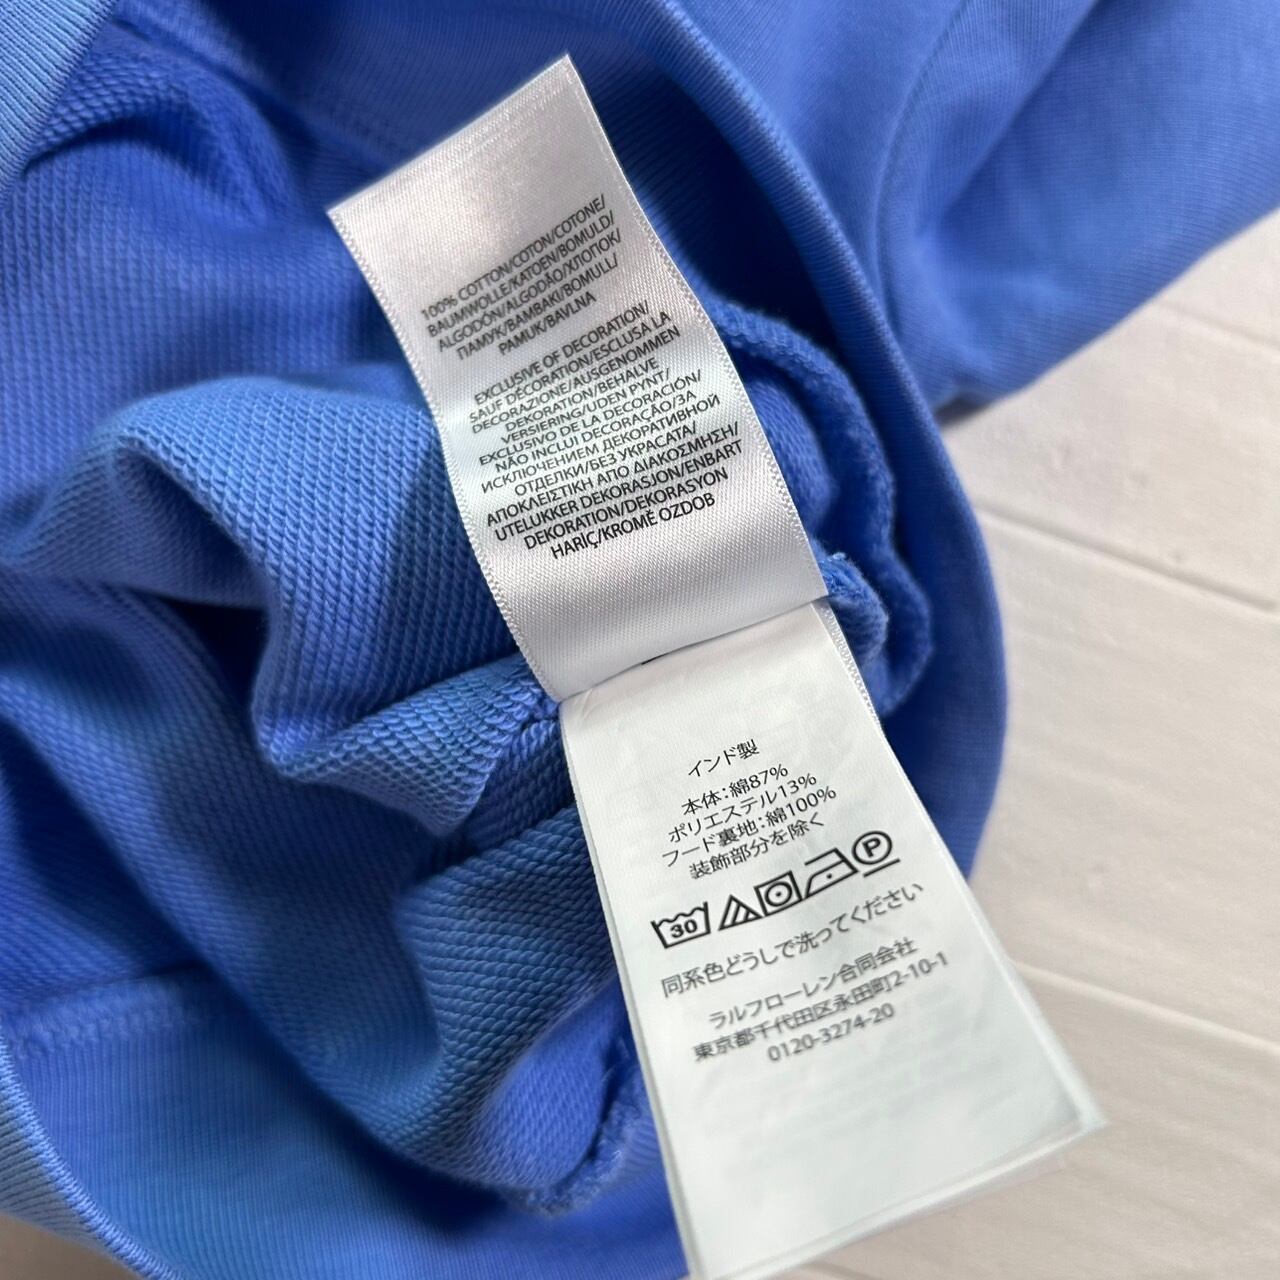 100% COTTON/COTON/COTONE/
BAUMWOLLE/KATOEN/BOMULD/
ALGODÓN/ALGODÃO/ХЛОПОК/
ПАМУК/BAMBAKI/BOMULL/
PAMUK/BAVLNA
EXCLUSIVE OF DECORATION/
SAUF DÉCORATION/ESCLUSA LA
DECORAZIONE/AUSGENOMMEN
DEKORATION/BEHALVE
VERSIERING/UDEN PYNT/
EXCLUSIVO DE LA DECORACIÓN/
NÃO INCLUI DECORAÇÃO/ЗА
ИСКЛЮЧЕНИЕМ ДЕКОРАТИВНОЙ
ОТДЕЛКИ/БЕЗ УКРАСАТА/
ΑΠΟΚΛΕΙΣΤΙΚΗ ΑΠΟ ΔΙΑΚΟΣΜΗΣΗ/
UTELUKKER DEKORASJON/ENBART
DEKORATION/DEKORASYON
HARİÇ/KROMĚ OZDOB
インド製
本体:綿87%
ポリエステル13%
フード裏地:綿100%
装飾部分を除く
30 P
同系色どうしで洗ってください
ラルフローレン合同会社
東京都千代田区永田町2-10-1
0120-3274-20